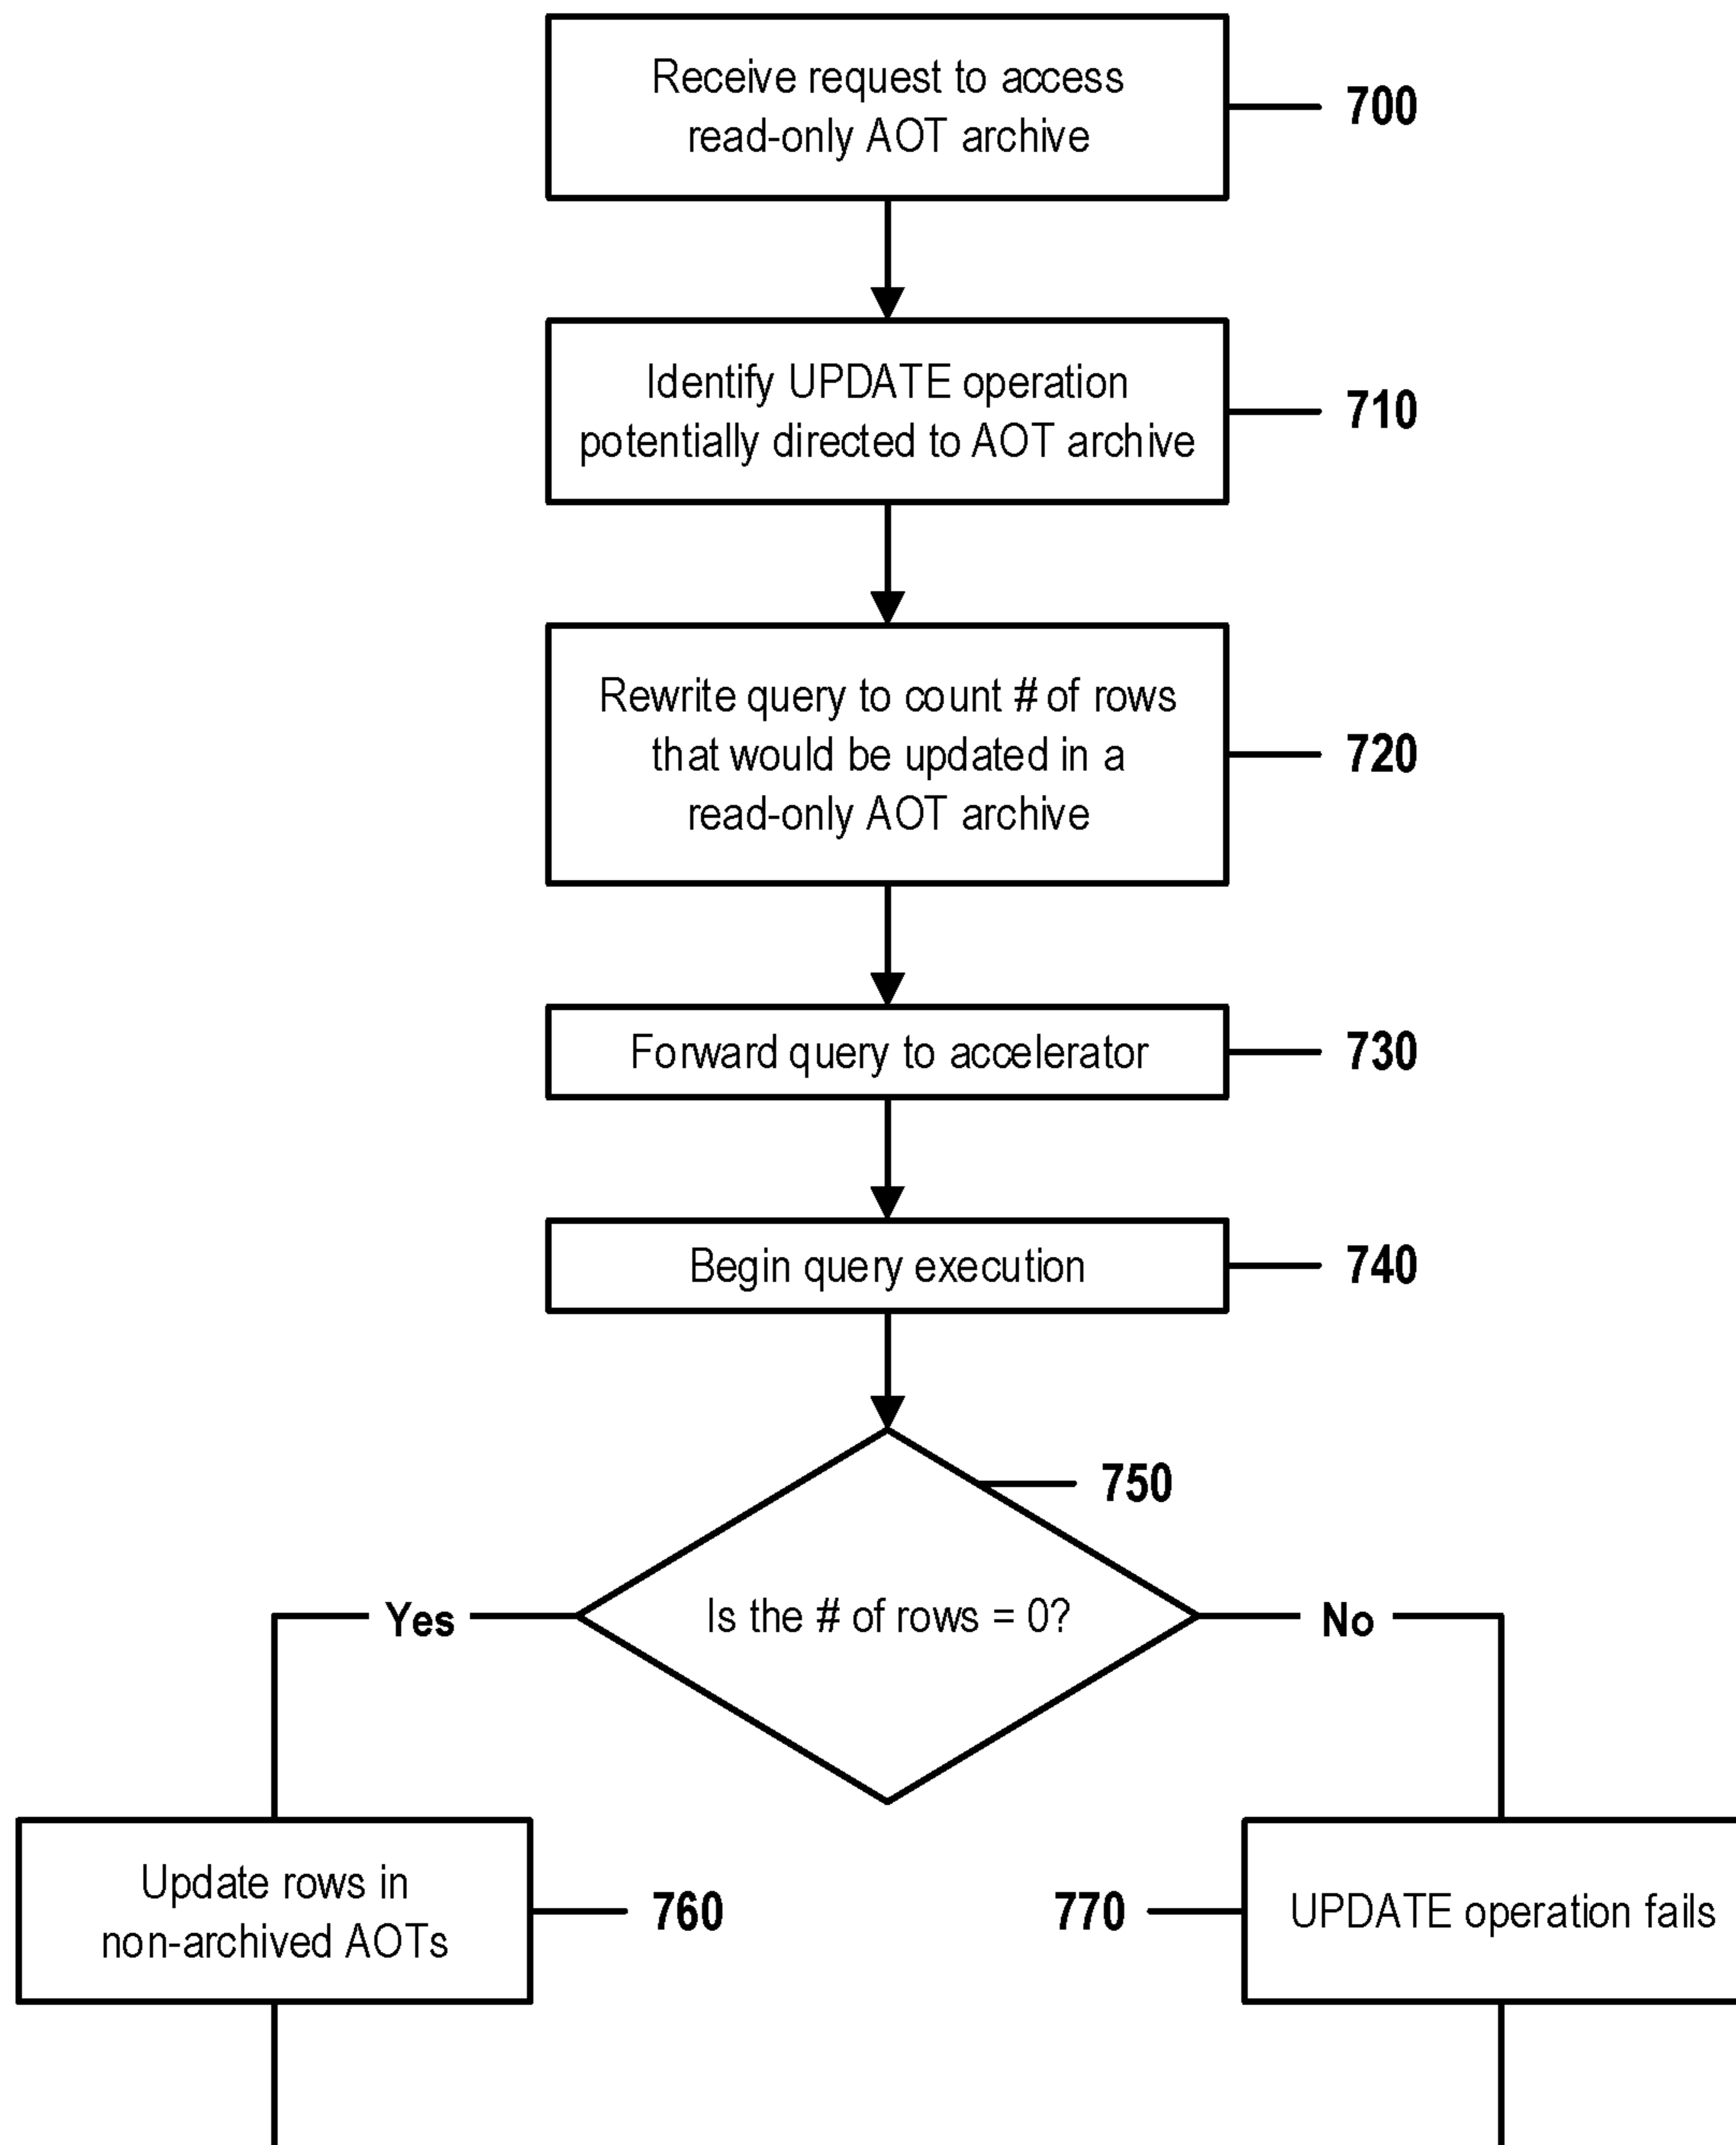 Receive request to access
read-only AOT archive
700
Identify UPDATE operation
potentially directed to AOT archive
710
Rewrite query to count # of rows
that would be updated in a
read-only AOT archive
720
Forward query to accelerator
730
Begin query execution
740
750
Is the # of rows = 0?
Yes
No
Update rows in
non-archived AOTs
760
770
UPDATE operation fails